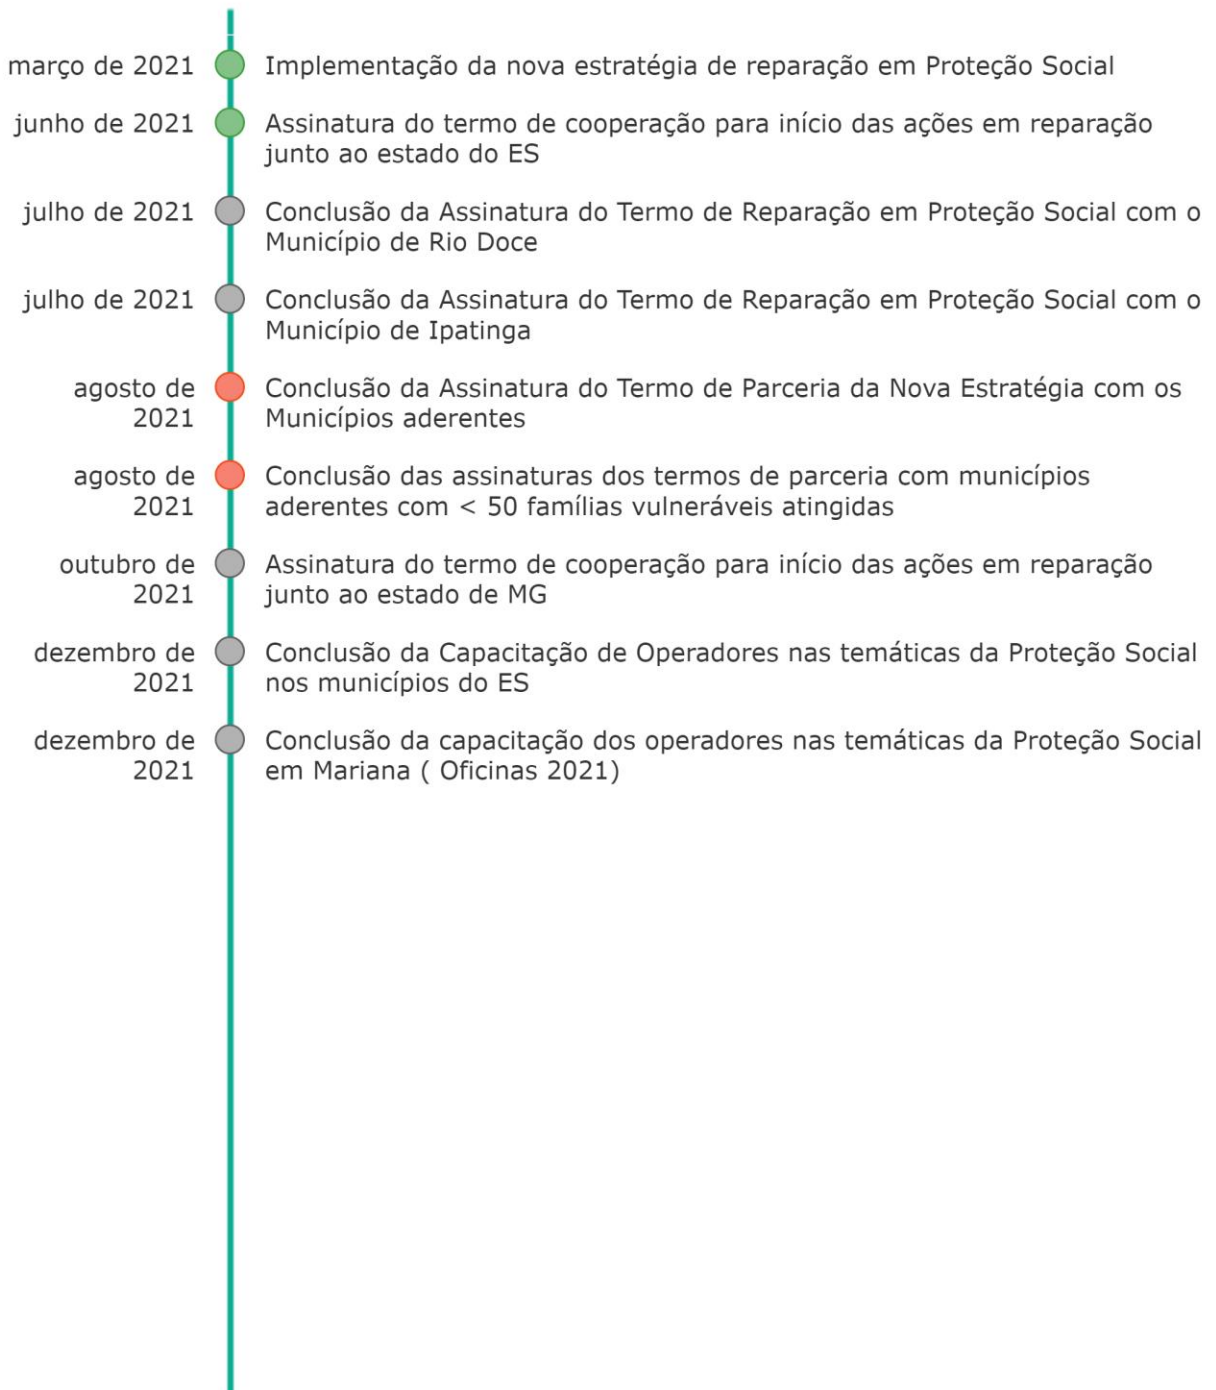 março de 2021 Implementação da nova estratégia de reparação em Proteção Social
junho de 2021 Assinatura do termo de cooperação para início das ações em reparação
junto ao estado do ES
julho de 2021 Conclusão da Assinatura do Termo de Reparação em Proteção Social com o
Município de Rio Doce
julho de 2021 Conclusão da Assinatura do Termo de Reparação em Proteção Social com o
Município de Ipatinga
agosto de
2021
Conclusão da Assinatura do Termo de Parceria da Nova Estratégia com os
Municípios aderentes
agosto de
2021
Conclusão das assinaturas dos termos de parceria com municípios
aderentes com < 50 famílias vulneráveis atingidas
outubro de
2021
Assinatura do termo de cooperação para início das ações em reparação
junto ao estado de MG
dezembro de
2021
Conclusão da Capacitação de Operadores nas temáticas da Proteção Social
nos municípios do ES
dezembro de
2021
Conclusão da capacitação dos operadores nas temáticas da Proteção Social
em Mariana ( Oficinas 2021)